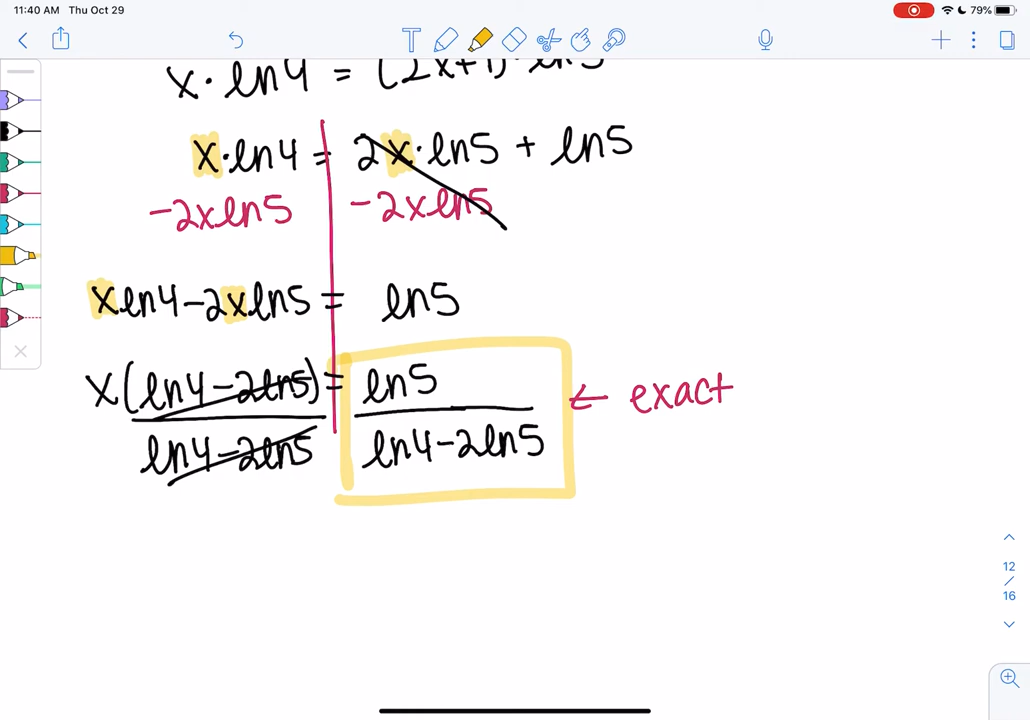 11:40 AM Thu Oct 29
79%
T
x·ln4 = (2x+1)·ln5
x·ln4 = 2x·ln5 + ln5
-2xln5 -2xln5
xln4-2xln5 = ln5
x(ln4-2ln5) = ln5 ← exact
ln4-2ln5 ln4-2ln5
12
/
16